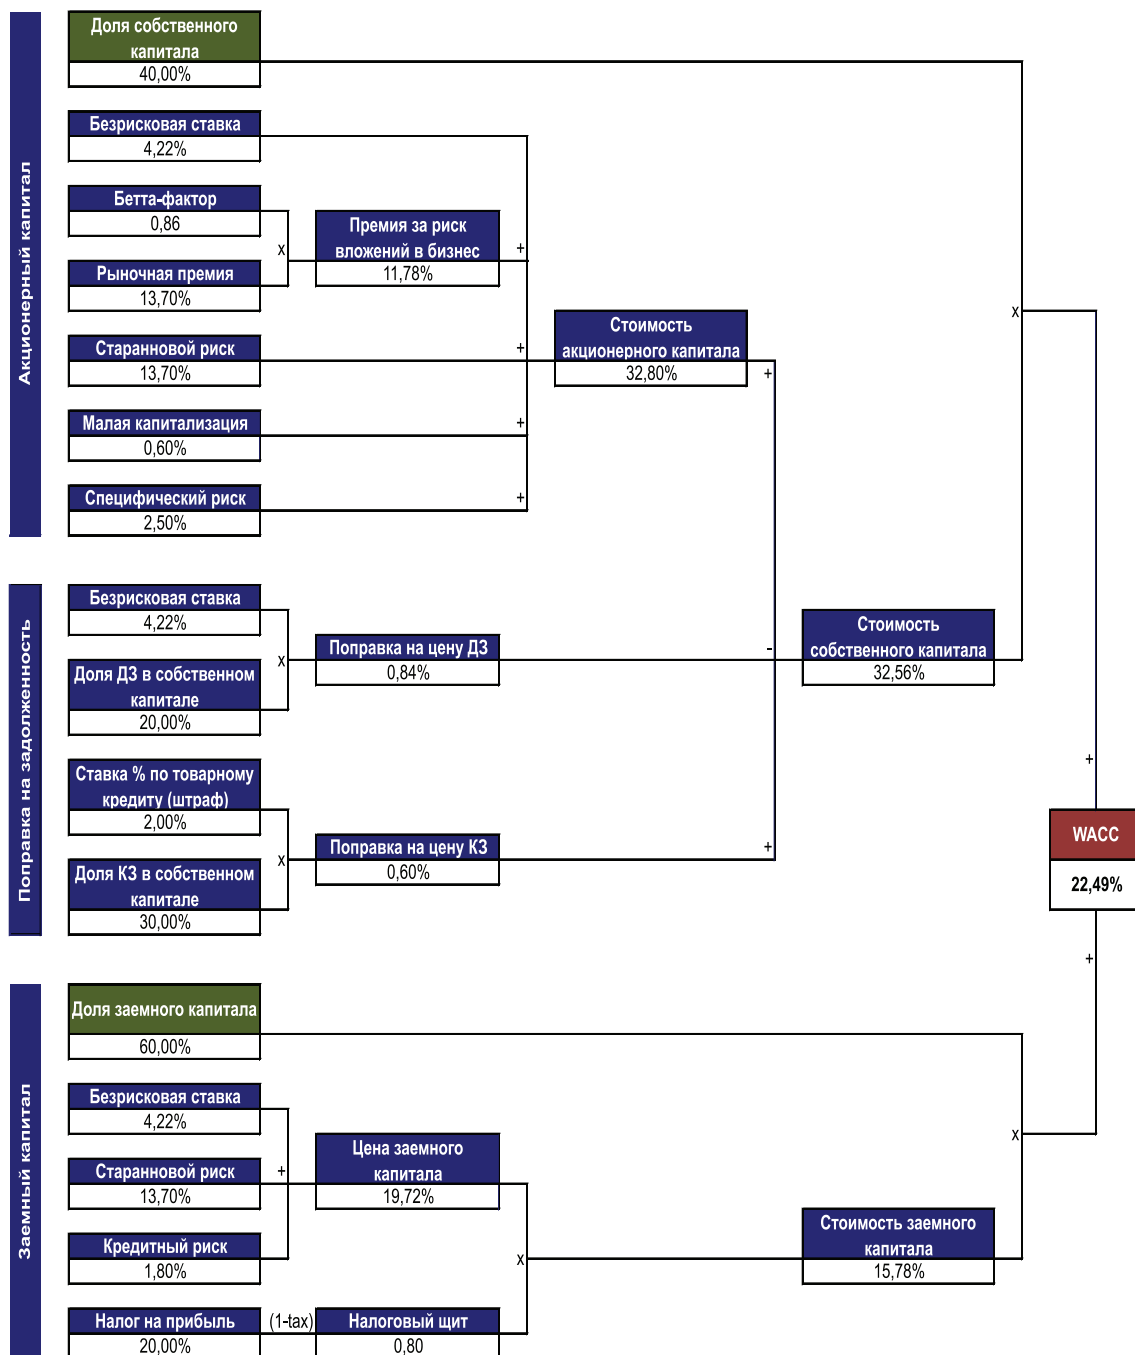 Акционерный капитал
Доля собственного
капитала
40,00%
Безрисковая ставка
4,22%
Бетта-фактор
0,86
x
Рыночная премия
13,70%
Премия за риск
вложений в бизнес
11,78%
+
Старанновой риск
13,70%
+
Малая капитализация
0,60%
+
Специфический риск
2,50%
+
Стоимость
акционерного капитала
32,80%
+
x
Поправка на задолженность
Безрисковая ставка
4,22%
x
Доля ДЗ в собственном
капитале
20,00%
Поправка на цену ДЗ
0,84%
-
Ставка % по товарному
кредиту (штраф)
2,00%
x
Доля КЗ в собственном
капитале
30,00%
Поправка на цену КЗ
0,60%
+
Стоимость
собственного капитала
32,56%
+
WACC
22,49%
+
Заемный капитал
Доля заемного капитала
60,00%
Безрисковая ставка
4,22%
Старанновой риск
13,70%
+
Кредитный риск
1,80%
Цена заемного
капитала
19,72%
x
Налог на прибыль
20,00%
(1-tax)
Налоговый щит
0,80
Стоимость заемного
капитала
15,78%
x